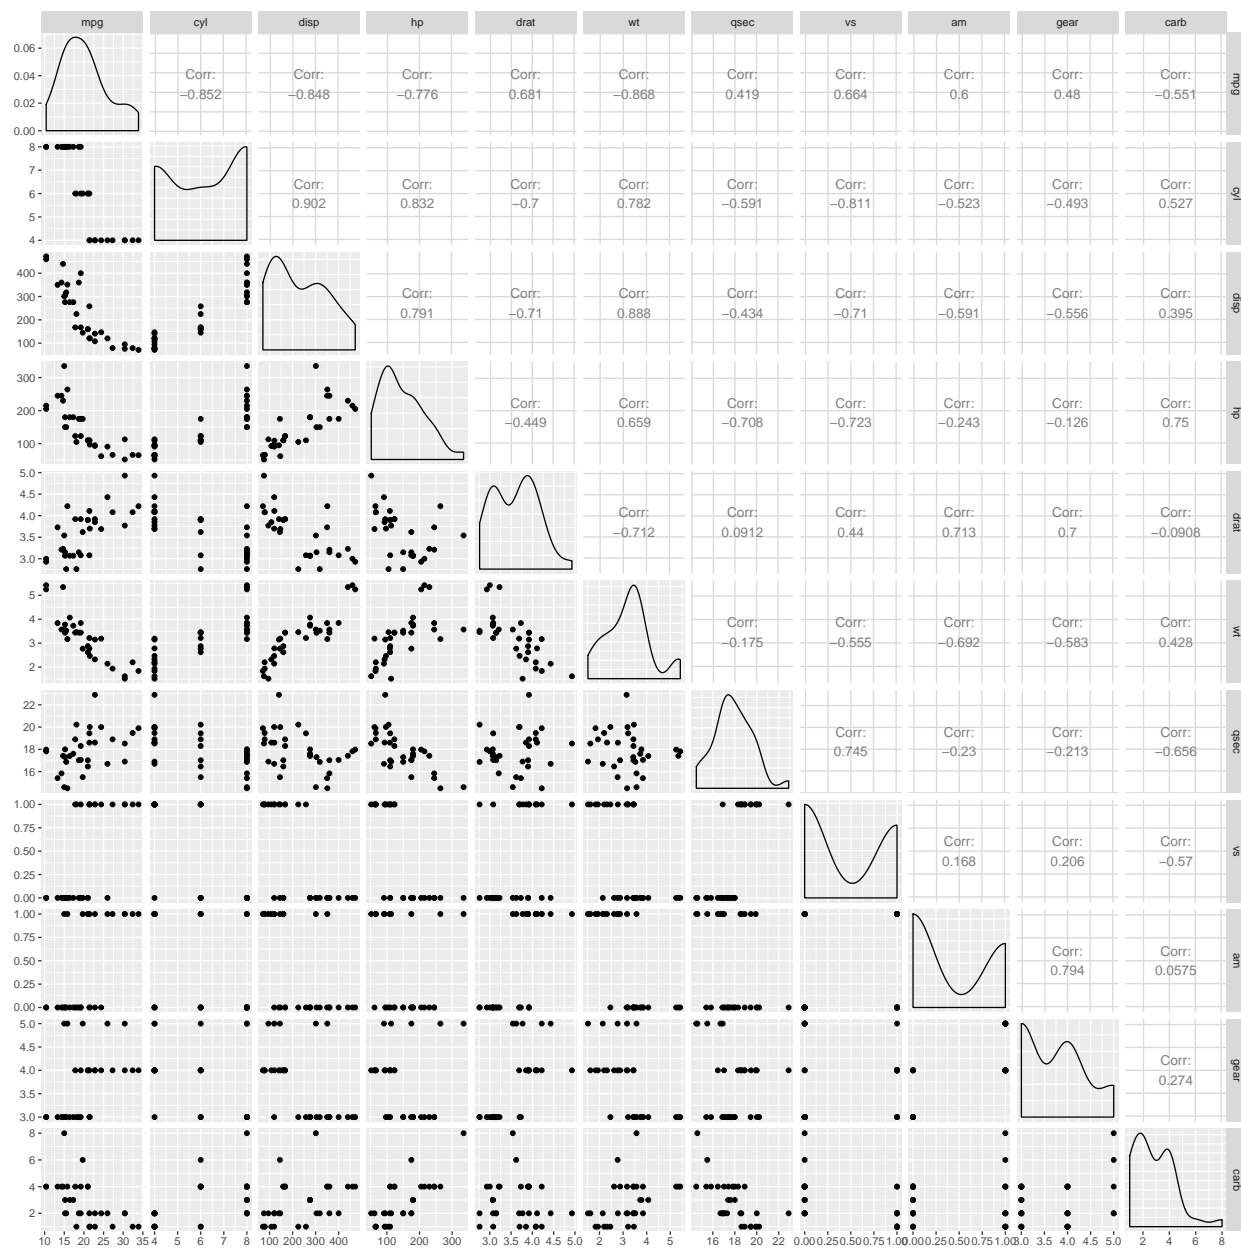 mpg cyl disp hp drat wt qsec vs am gear carb
0.06
0.04
0.02
0.00
Corr: Corr: Corr: Corr: Corr: Corr: Corr: Corr: Corr: Corr:
−0.852 −0.848 −0.776 0.681 −0.868 0.419 0.664 0.6 0.48 −0.551
mpg
8
7
6
5
4
Corr: Corr: Corr: Corr: Corr: Corr: Corr: Corr: Corr:
0.902 0.832 −0.7 0.782 −0.591 −0.811 −0.523 −0.493 0.527
cyl
400
300
200
100
Corr: Corr: Corr: Corr: Corr: Corr: Corr: Corr:
0.791 −0.71 0.888 −0.434 −0.71 −0.591 −0.556 0.395
disp
300
200
100
Corr: Corr: Corr: Corr: Corr: Corr: Corr:
−0.449 0.659 −0.708 −0.723 −0.243 −0.126 0.75
hp
5.0
4.5
4.0
3.5
3.0
Corr: Corr: Corr: Corr: Corr: Corr:
−0.712 0.0912 0.44 0.713 0.7 −0.0908
drat
5
4
3
2
Corr: Corr: Corr: Corr: Corr:
−0.175 −0.555 −0.692 −0.583 0.428
wt
22
20
18
16
Corr: Corr: Corr: Corr:
0.745 −0.23 −0.213 −0.656
qsec
1.00
0.75
0.50
0.25
0.00
Corr: Corr: Corr:
0.168 0.206 −0.57
vs
1.00
0.75
0.50
0.25
0.00
Corr: Corr:
0.794 0.0575
am
5.0
4.5
4.0
3.5
3.0
Corr:
0.274
gear
8
6
4
2
carb
10 15 20 25 30 35 4 5 6 7 8 100 200 300 400 100 200 300 3.0 3.5 4.0 4.5 5.0 2 3 4 5 16 18 20 22 0.00 0.25 0.50 0.75 1.00 0.00 0.25 0.50 0.75 1.00 3.0 3.5 4.0 4.5 5.0 2 4 6 8